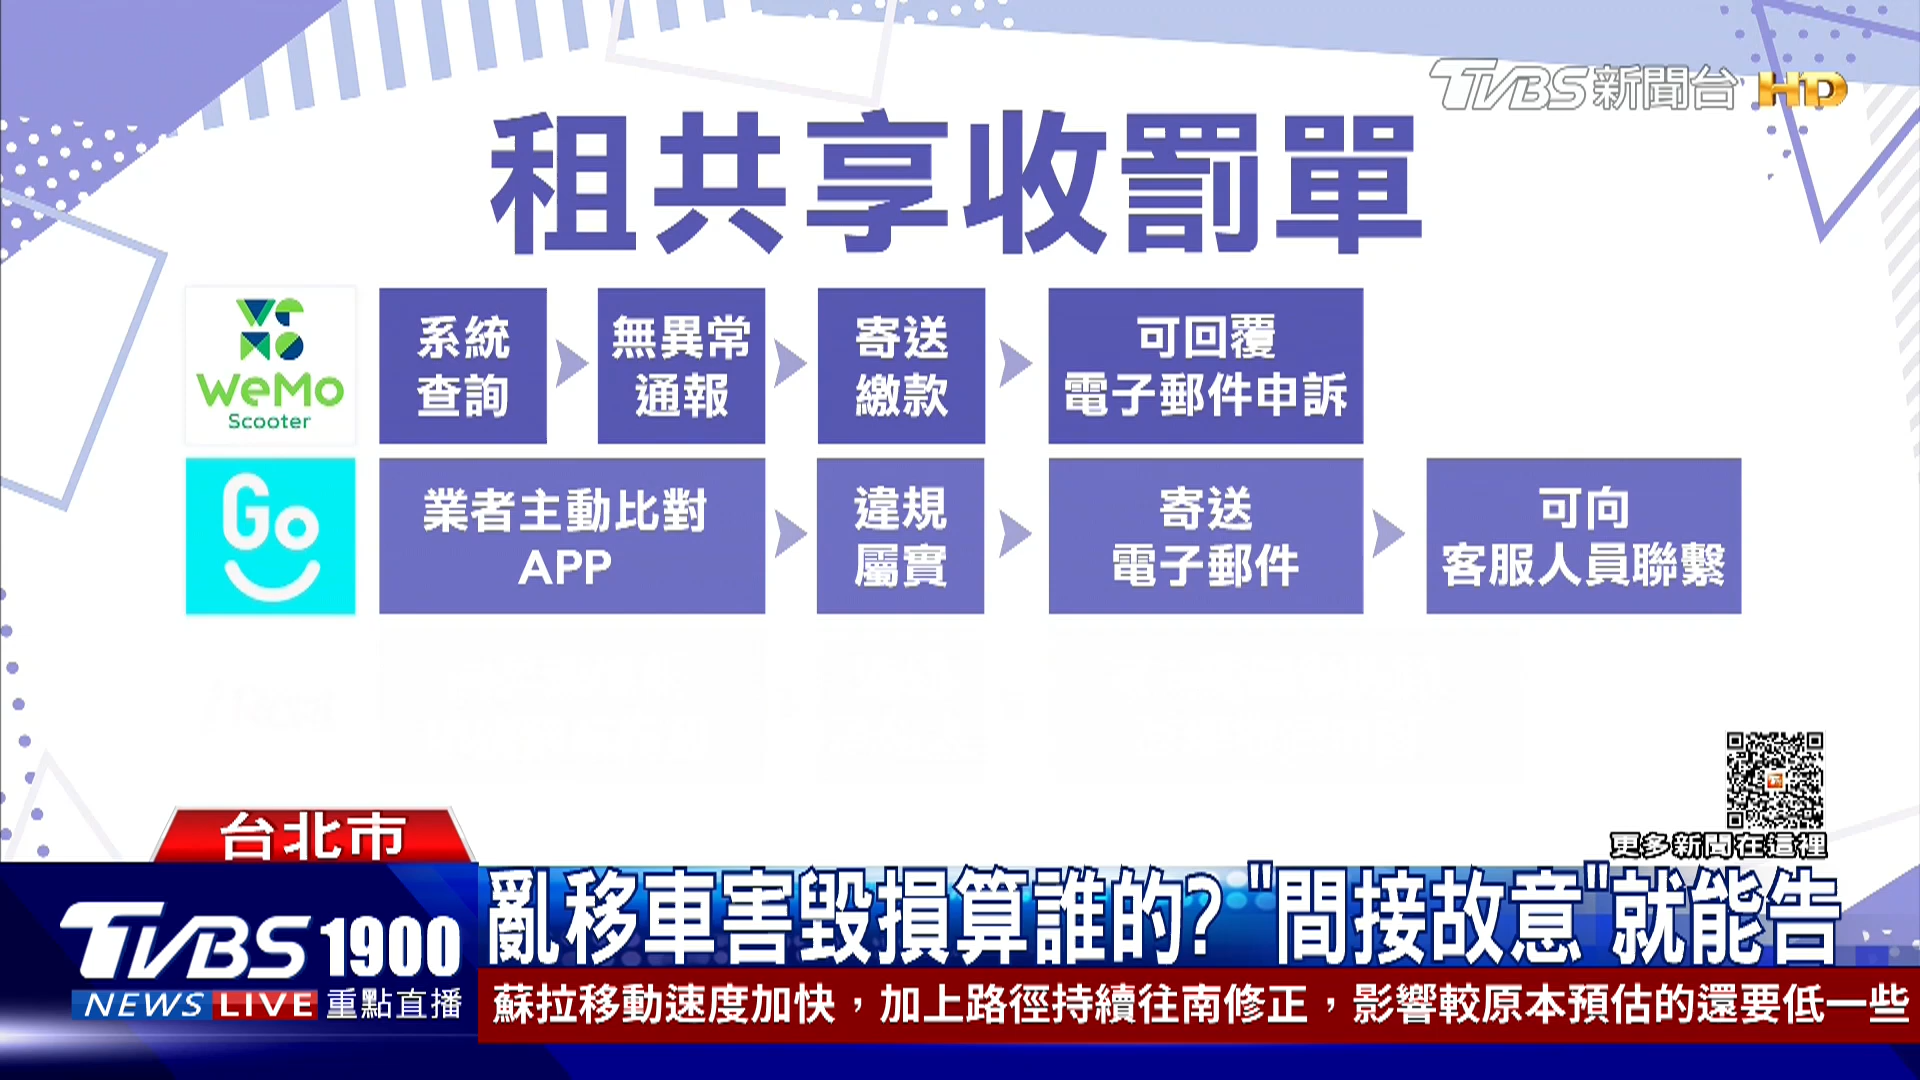 TVBS新聞台 HD
租共享收罰單
WeMo
Scooter
系統
查詢
無異常
通報
寄送
繳款
可回覆
電子郵件申訴
Go
業者主動比對
APP
違規
屬實
寄送
電子郵件
可向
客服人員聯繫
更多新聞在這裡
台北市
亂移車害毀損算誰的? "間接故意"就能告
TVBS 1900
NEWS LIVE 重點直播
蘇拉移動速度加快，加上路徑持續往南修正，影響較原本預估的還要低一些